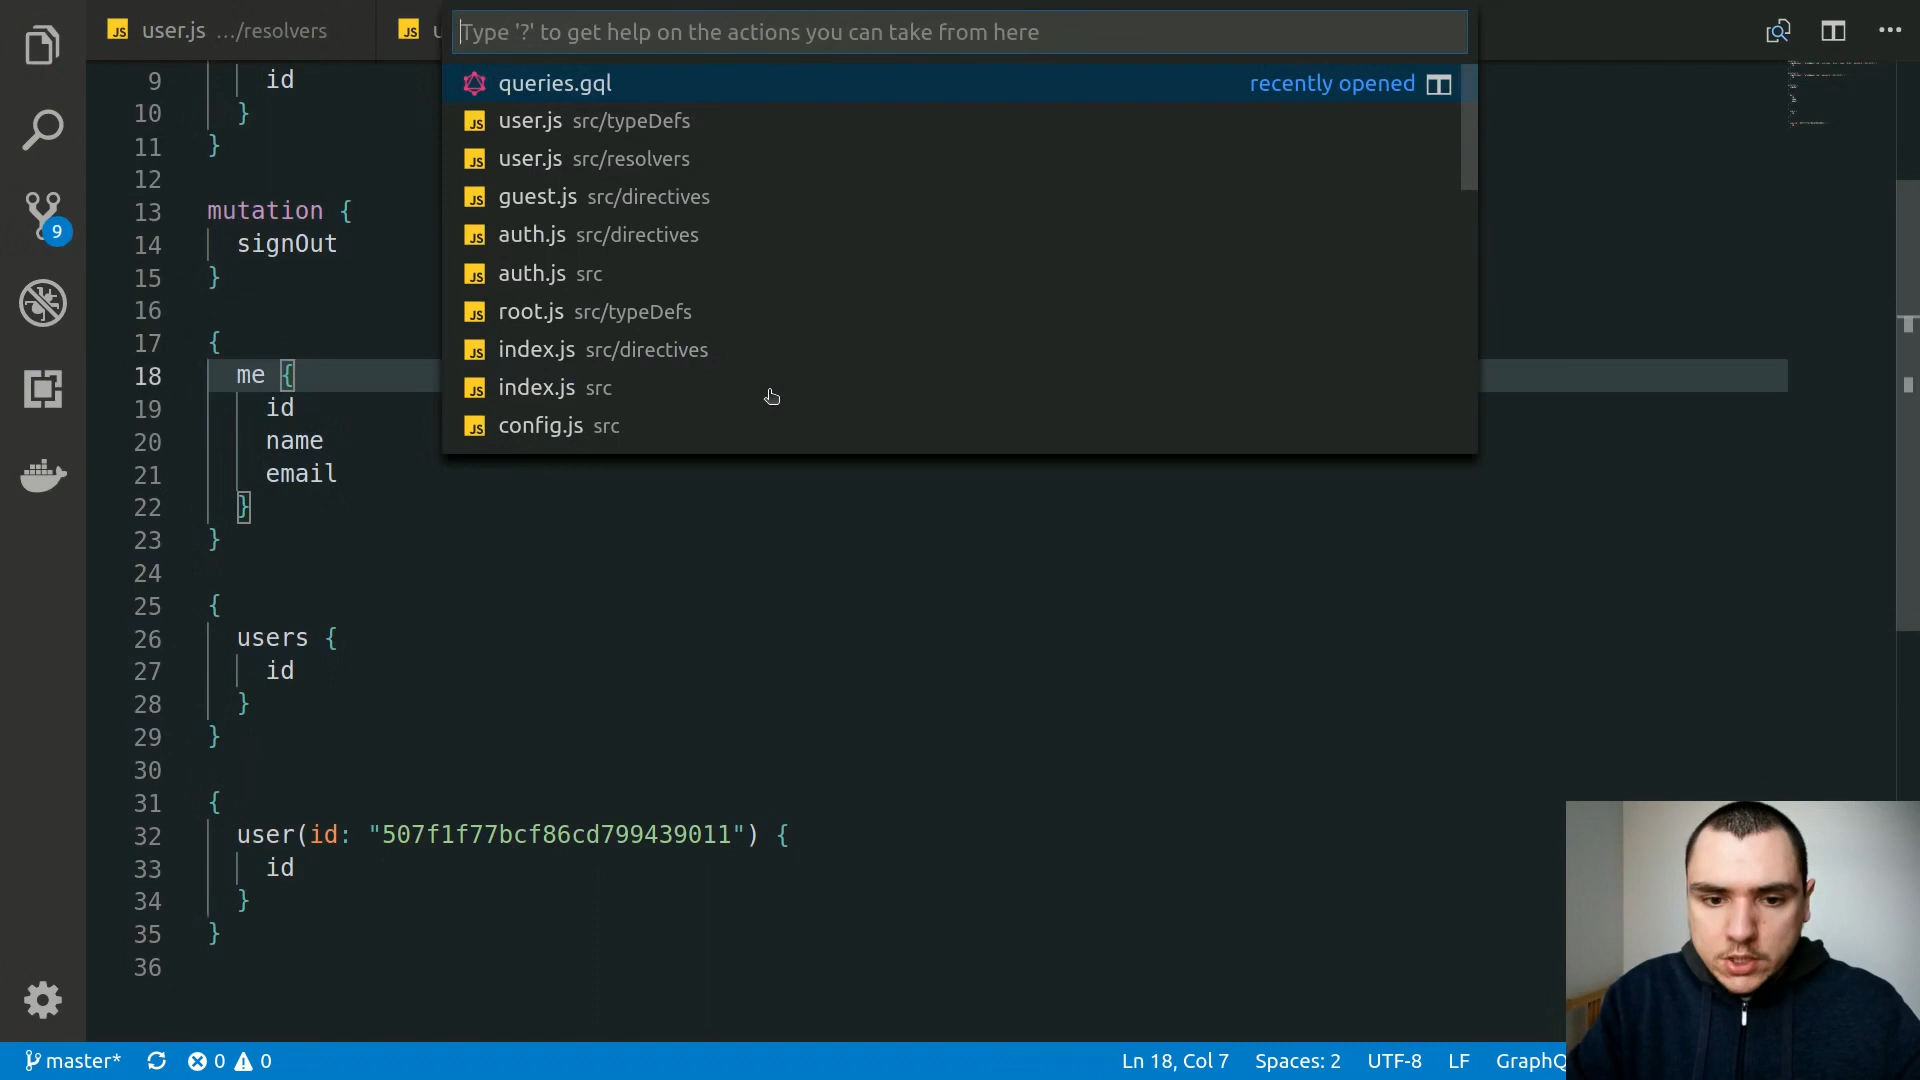 user.js …/resolvers
Type '?' to get help on the actions you can take from here
queries.gql recently opened
user.js src/typeDefs
user.js src/resolvers
guest.js src/directives
auth.js src/directives
auth.js src
root.js src/typeDefs
index.js src/directives
index.js src
config.js src
9 id
10 }
11 }
12
13 mutation {
14 signOut
15 }
16
17 {
18 me {
19 id
20 name
21 email
22 }
23 }
24
25 {
26 users {
27 id
28 }
29 }
30
31 {
32 user(id: "507f1f77bcf86cd799439011") {
33 id
34 }
35 }
36
9
master* 0 0 Ln 18, Col 7 Spaces: 2 UTF-8 LF GraphQ